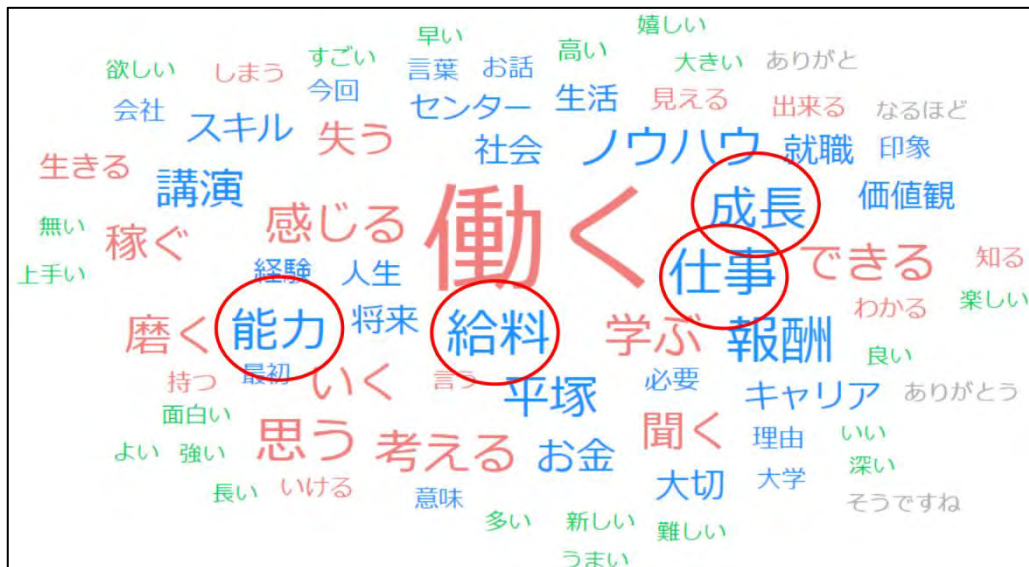 嬉しい
早い
すごい 言葉 お話 高い 大きい ありがと
欲しい しまう 今回
会社 センター 生活 見える 出来る なるほど
スキル 失う 社会 ノウハウ 就職 印象
生きる 講演 成長 価値観
無い 稼ぐ 感じる 働く できる 知る
上手い 経験 人生 仕事 わかる 楽しい
磨く 能力 将来 給料 学ぶ 報酬 良い
持つ 最初 いく 言う 平塚 必要 キャリア ありがとう
面白い 思う 考える お金 聞く 理由 いい
よい 強い 大切 大学 深い
長い いける 意味 そうですね
多い 新しい 難しい
うまい